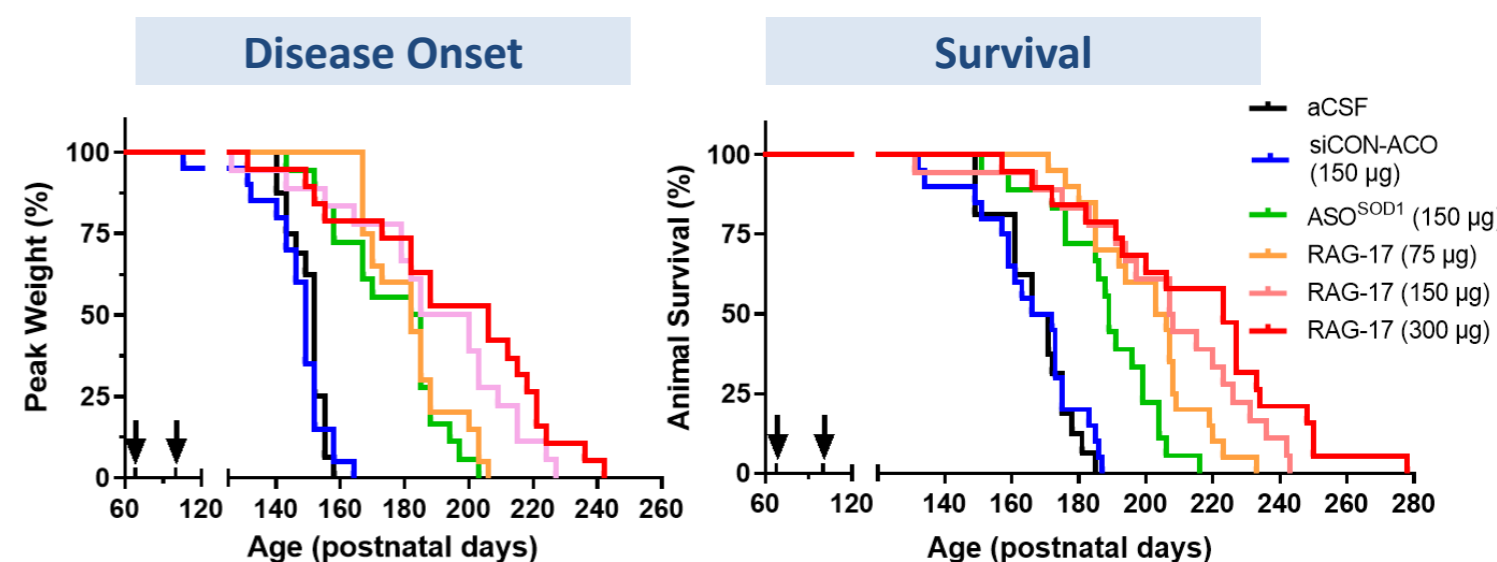 Disease Onset
Survival
Peak Weight (%)
100
75
50
25
0
60 120 140 160 180 200 220 240 260
Age (postnatal days)
Animal Survival (%)
100
75
50
25
0
60 120 140 160 180 200 220 240 260 280
Age (postnatal days)
aCSF
siCON-ACO
(150 µg)
ASO^SOD1 (150 µg)
RAG-17 (75 µg)
RAG-17 (150 µg)
RAG-17 (300 µg)